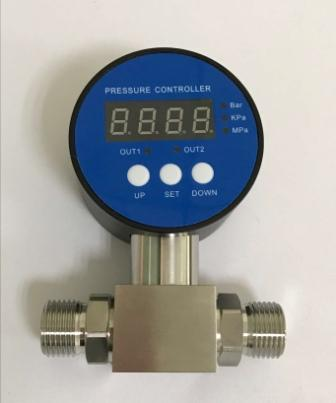 PRESSURE CONTROLLER
8.8.8.8.
Bar
KPa
MPa
OUT1 OUT2
UP SET DOWN